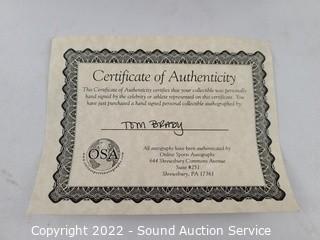 Certificate of Authenticity
This Certificate of Authenticity certifies that your collectible was personally
hand signed by the celebrity or athlete represented on this certificate. You
have just purchased a hand signed personal collectible autographed by:
TOM BRADY
All autographs have been authenticated by
Online Sports Autographs
644 Shrewsbury Commons Avenue
Suite #251
Shrewsbury, PA 17361
OSA
Copyright 2022 - Sound Auction Service